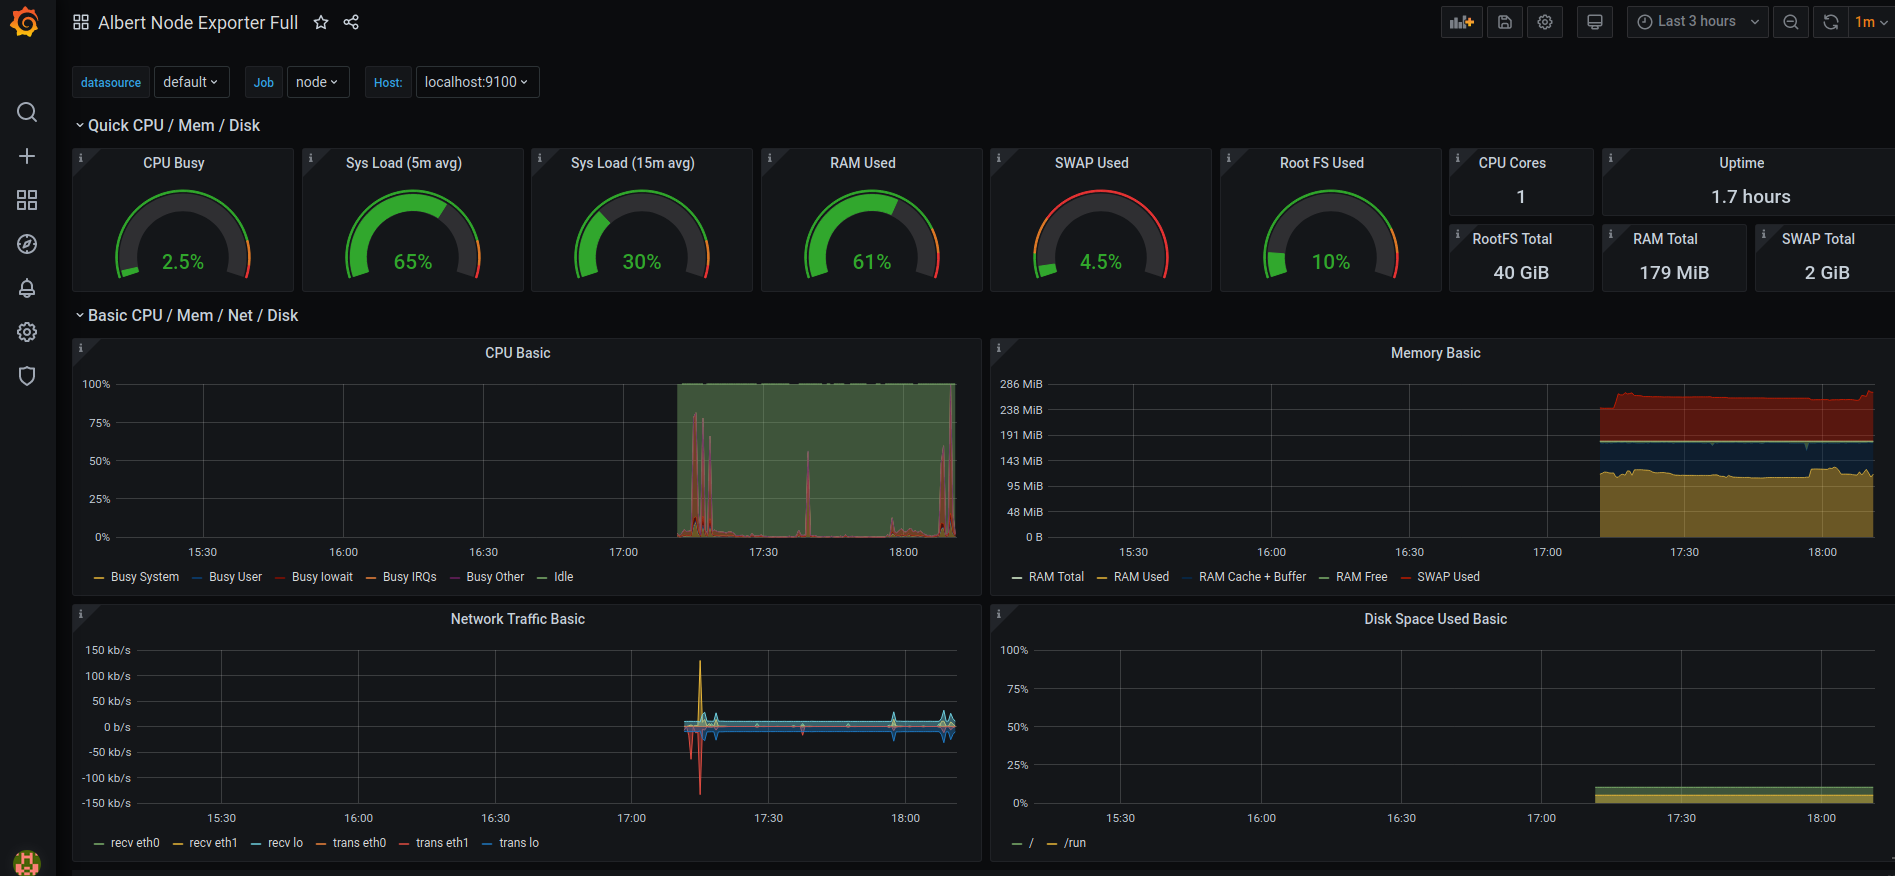 Albert Node Exporter Full
Last 3 hours
1m
datasource default Job node Host: localhost:9100
Quick CPU / Mem / Disk
CPU Busy
2.5%
Sys Load (5m avg)
65%
Sys Load (15m avg)
30%
RAM Used
61%
SWAP Used
4.5%
Root FS Used
10%
CPU Cores
1
Uptime
1.7 hours
RootFS Total
40 GiB
RAM Total
179 MiB
SWAP Total
2 GiB
Basic CPU / Mem / Net / Disk
CPU Basic
100%
75%
50%
25%
0%
15:30 16:00 16:30 17:00 17:30 18:00
Busy System Busy User Busy Iowait Busy IRQs Busy Other Idle
Memory Basic
286 MiB
238 MiB
191 MiB
143 MiB
95 MiB
48 MiB
0 B
15:30 16:00 16:30 17:00 17:30 18:00
RAM Total RAM Used RAM Cache + Buffer RAM Free SWAP Used
Network Traffic Basic
150 kb/s
100 kb/s
50 kb/s
0 b/s
-50 kb/s
-100 kb/s
-150 kb/s
15:30 16:00 16:30 17:00 17:30 18:00
recv eth0 recv eth1 recv lo trans eth0 trans eth1 trans lo
Disk Space Used Basic
100%
75%
50%
25%
0%
15:30 16:00 16:30 17:00 17:30 18:00
/ /run